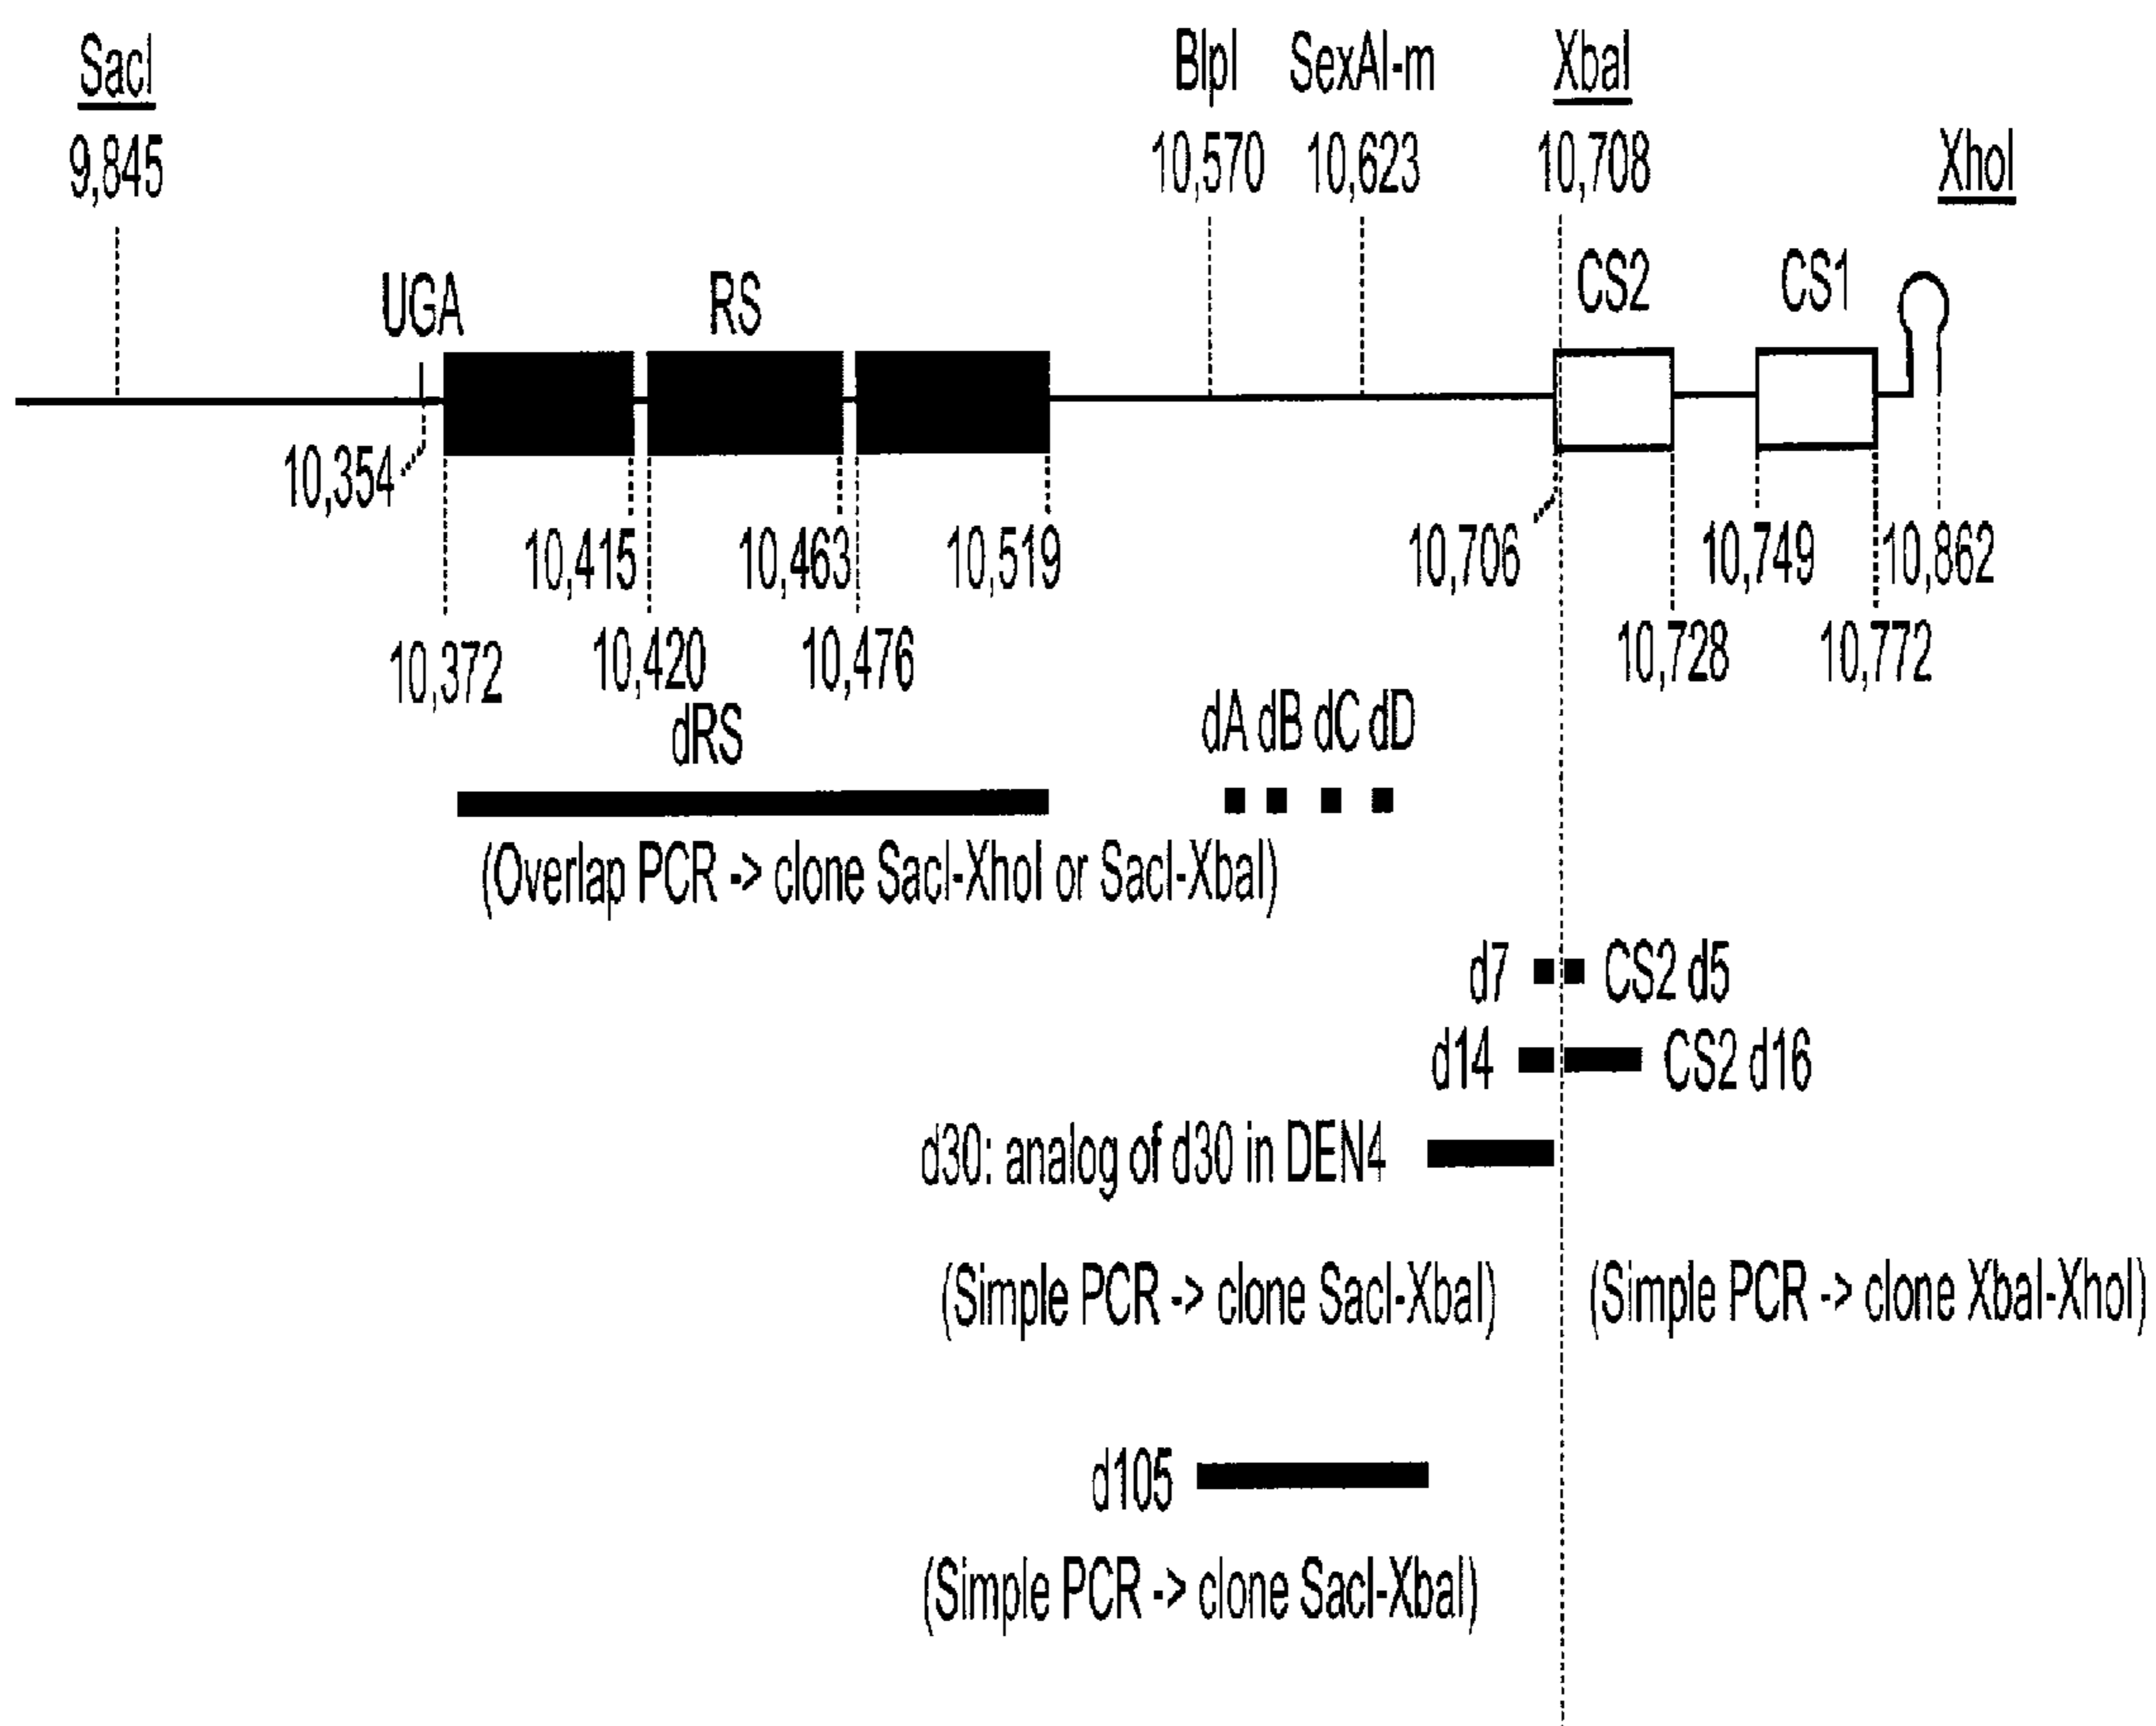 SacI
BlpI SexAI-m XbaI
9,845
10,570 10,623 10,708
XhoI
UGA RS CS2 CS1
10,354
10,415 10,463 10,519 10,706 10,749 10,862
10,372 10,420 10,476 10,728 10,772
dRS dA dB dC dD
(Overlap PCR -> clone SacI-XhoI or SacI-XbaI)
d7 CS2 d5
d14 CS2 d16
d30: analog of d30 in DEN4
(Simple PCR -> clone SacI-XbaI) (Simple PCR -> clone XbaI-XhoI)
d105
(Simple PCR -> clone SacI-XbaI)